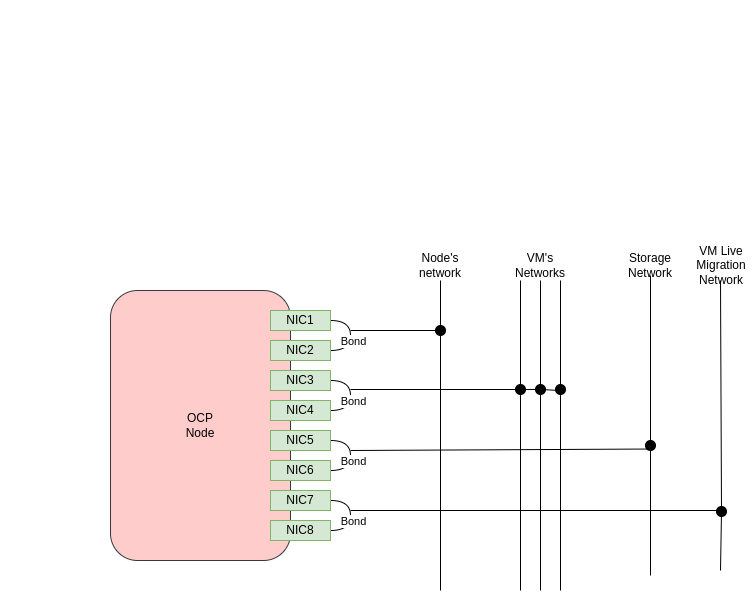 Node's
network
VM's
Networks
Storage
Network
VM Live
Migration
Network
OCP
Node
NIC1
NIC2
Bond
NIC3
NIC4
Bond
NIC5
NIC6
Bond
NIC7
NIC8
Bond